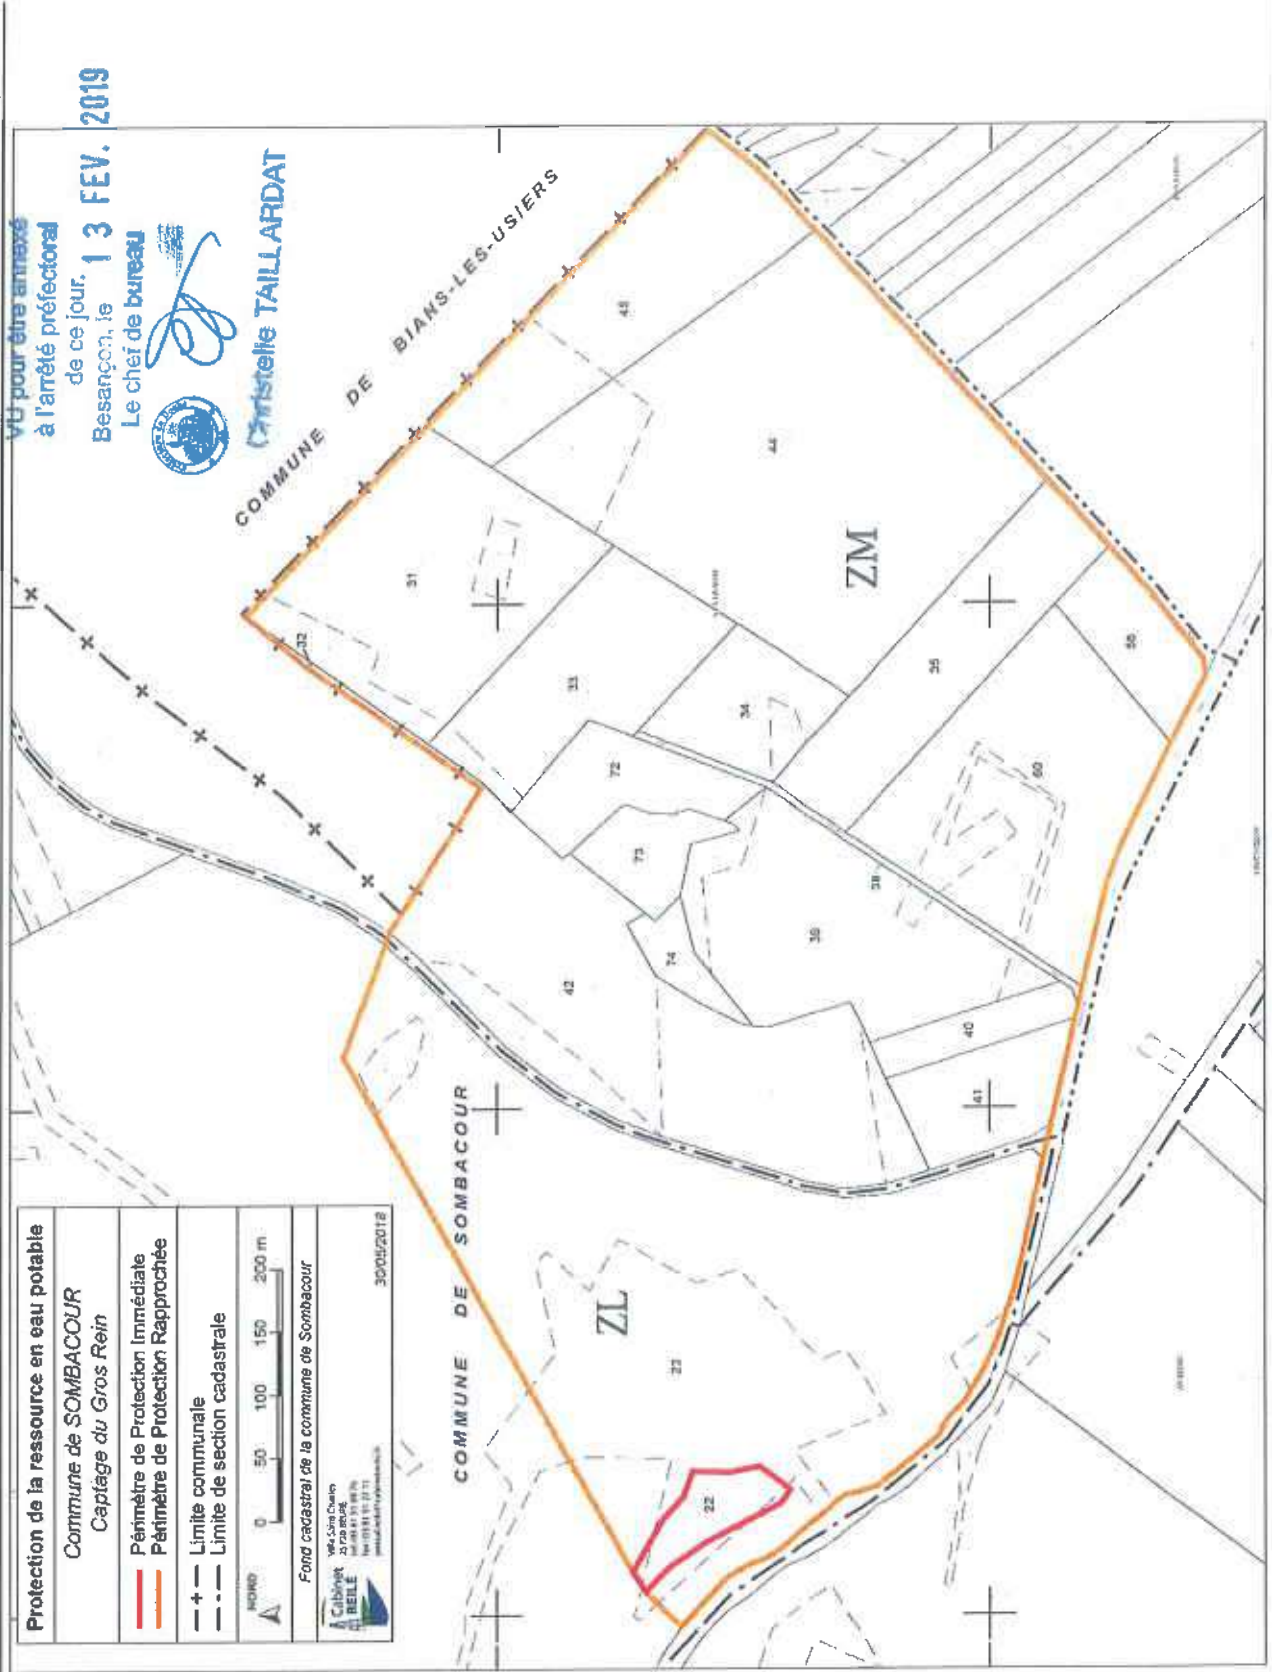 VU pour être annexé
à l'arrêté préfectoral
de ce jour.
Besançon, le 13 FEV. 2019
Le chef de bureau
Christelle TAILLARDAT
COMMUNE DE BIANS-LES-USIERS
COMMUNE DE SOMBACOUR
ZM
ZL
31
32
33
34
35
38
39
40
41
42
44
45
56
60
72
73
74
22
23
Protection de la ressource en eau potable
Commune de SOMBACOUR
Captage du Gros Rein
Périmètre de Protection Immédiate
Périmètre de Protection Rapprochée
Limite communale
Limite de section cadastrale
NORD
0 50 100 150 200 m
Fond cadastral de la commune de Sombacour
Cabinet
REILÉ
30/05/2018